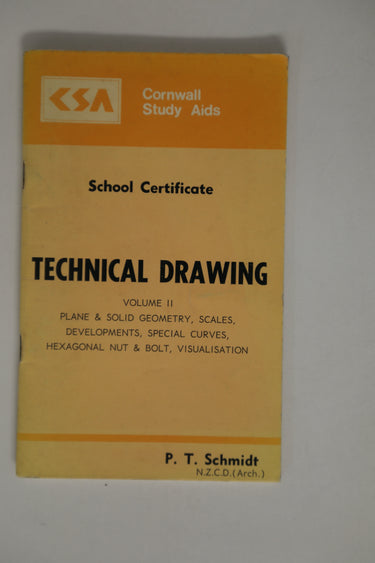 CSA
Cornwall
Study Aids
School Certificate
TECHNICAL DRAWING
VOLUME II
PLANE & SOLID GEOMETRY, SCALES,
DEVELOPMENTS, SPECIAL CURVES,
HEXAGONAL NUT & BOLT, VISUALISATION
P. T. Schmidt
N.Z.C.D.(Arch.)